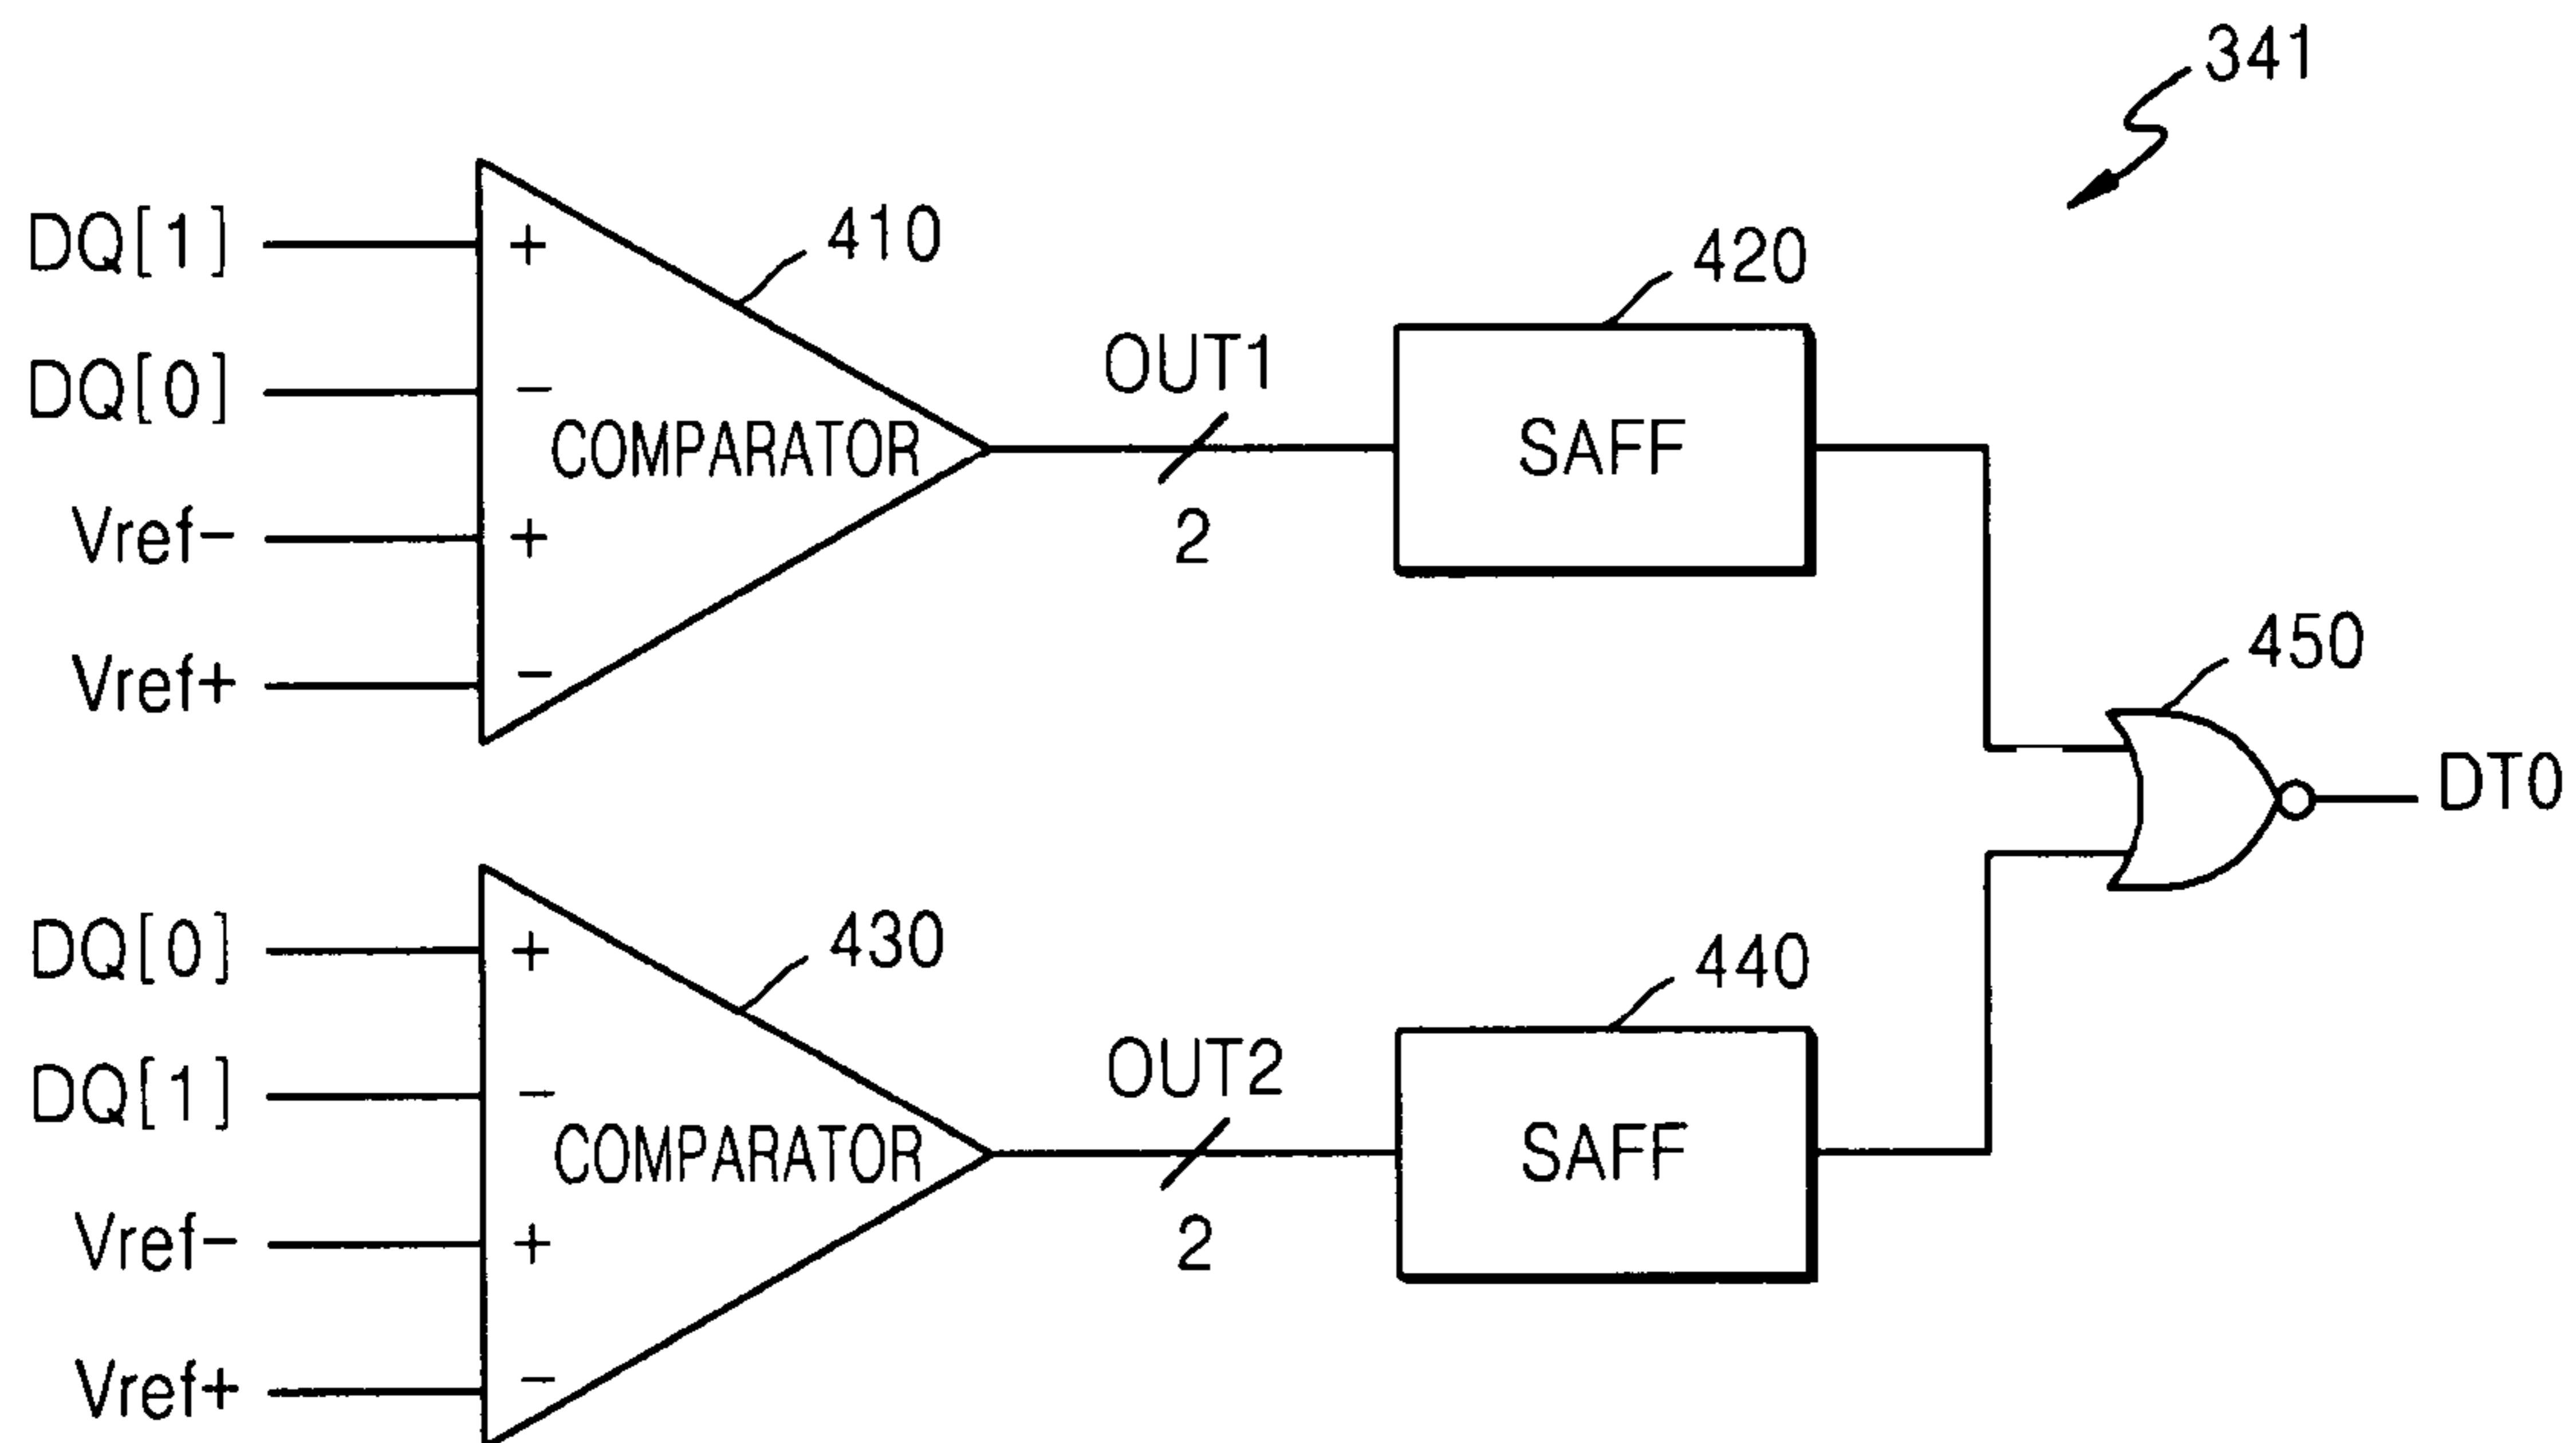 341
DQ[1]
+
410
DQ[0]
−
COMPARATOR
Vref−
+
Vref+
−
OUT1
2
420
SAFF
450
DT0
DQ[0]
+
430
DQ[1]
−
COMPARATOR
Vref−
+
Vref+
−
OUT2
2
440
SAFF